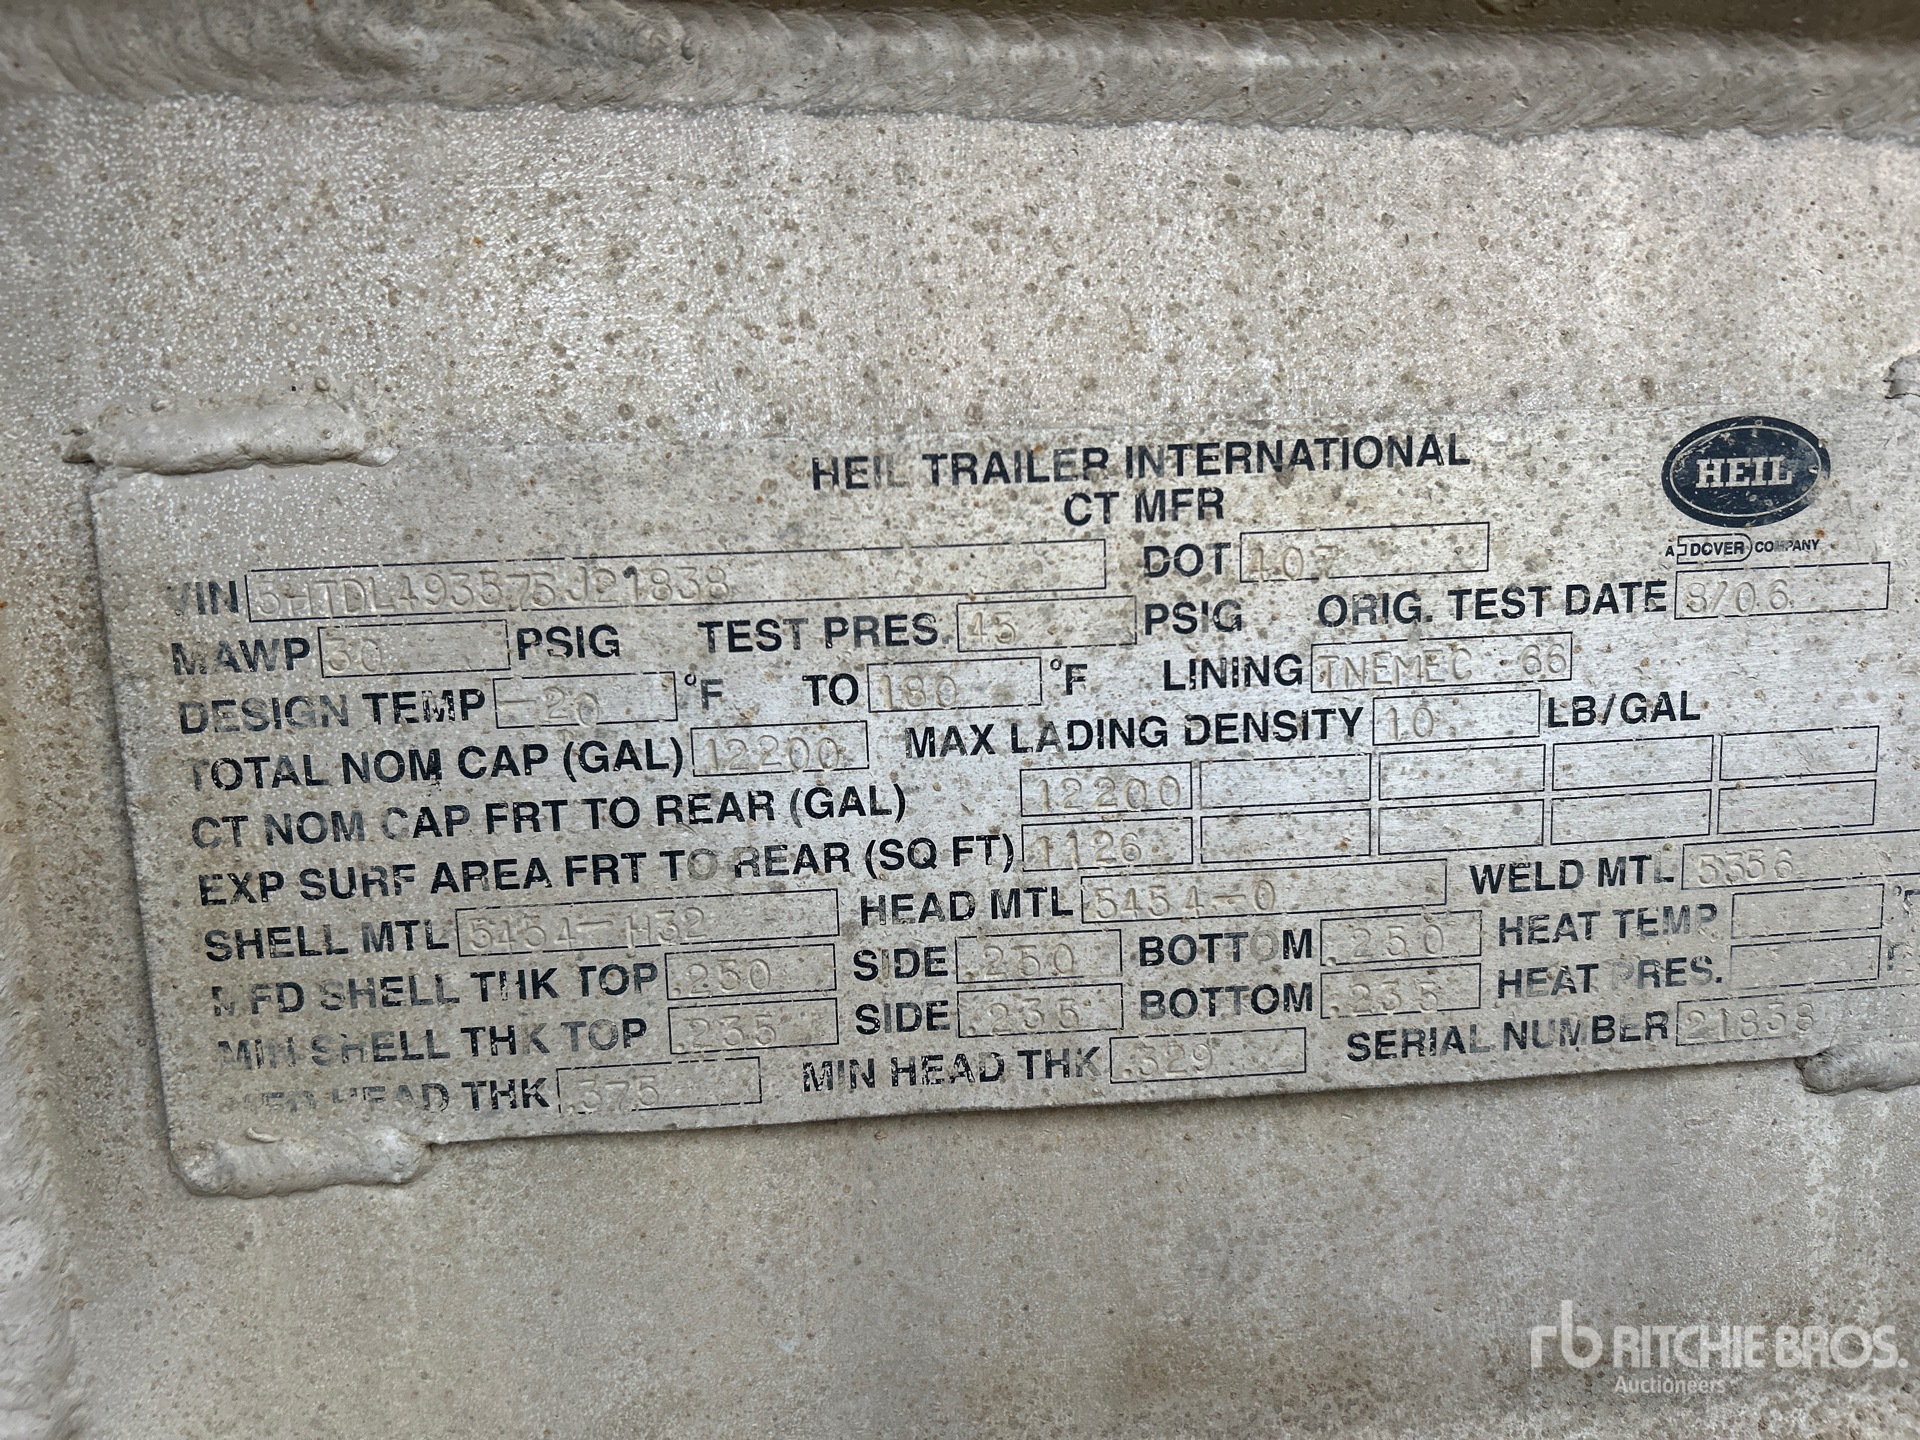 HEIL TRAILER INTERNATIONAL
CT MFR
HEIL
A DOVER COMPANY
VIN 5HTDL493575J21838 DOT 407
MAWP 30 PSIG TEST PRES. 45 PSIG ORIG. TEST DATE 8/06
DESIGN TEMP -20 °F TO 180 °F LINING TNEMEC 66
TOTAL NOM CAP (GAL) 12200 MAX LADING DENSITY 10 LB/GAL
CT NOM CAP FRT TO REAR (GAL) 12200
EXP SURF AREA FRT TO REAR (SQ FT) 1126
SHELL MTL 5454-H32 HEAD MTL 5454-0 WELD MTL 5356
MFD SHELL THK TOP .250 SIDE .250 BOTTOM .250 HEAT TEMP °F
MIN SHELL THK TOP .235 SIDE .235 BOTTOM .235 HEAT PRES.
MFD HEAD THK .375 MIN HEAD THK .329 SERIAL NUMBER 21838
rb RITCHIE BROS.
Auctioneers